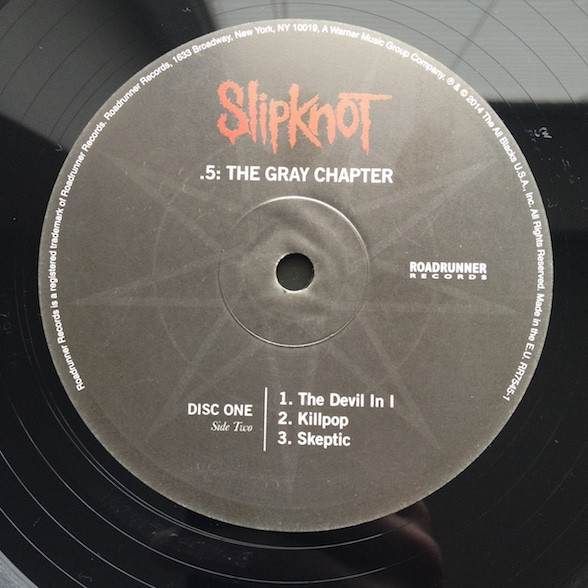 Roadrunner Records is a registered trademark of Roadrunner Records. Roadrunner Records, 1633 Broadway, New York, NY 10019, A Warner Music Group Company. ℗ & © 2014 The All Blacks U.S.A., Inc. All Rights Reserved. Made in the E.U. RR7545-1
SlipKnoT
.5: THE GRAY CHAPTER
ROADRUNNER
RECORDS
DISC ONE
Side Two
1. The Devil In I
2. Killpop
3. Skeptic